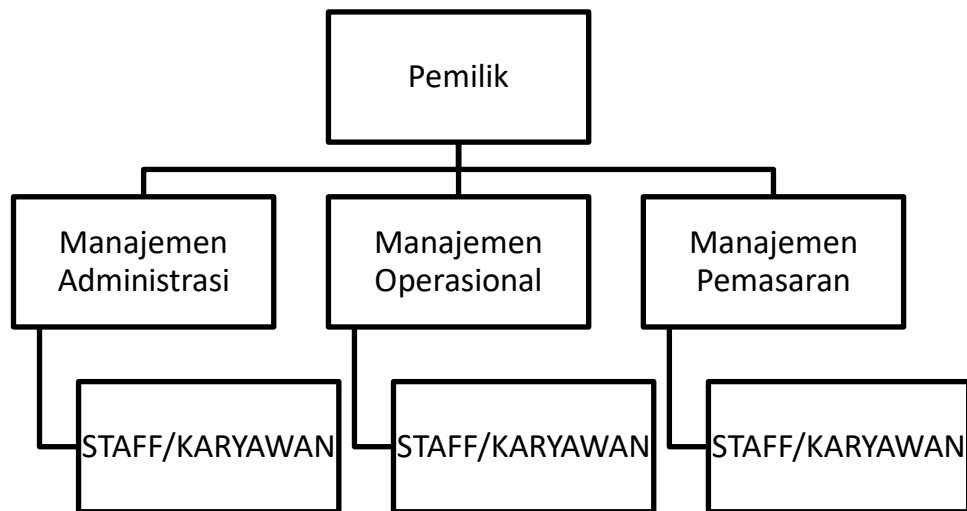 Pemilik
Manajemen
Administrasi
Manajemen
Operasional
Manajemen
Pemasaran
STAFF/KARYAWAN
STAFF/KARYAWAN
STAFF/KARYAWAN